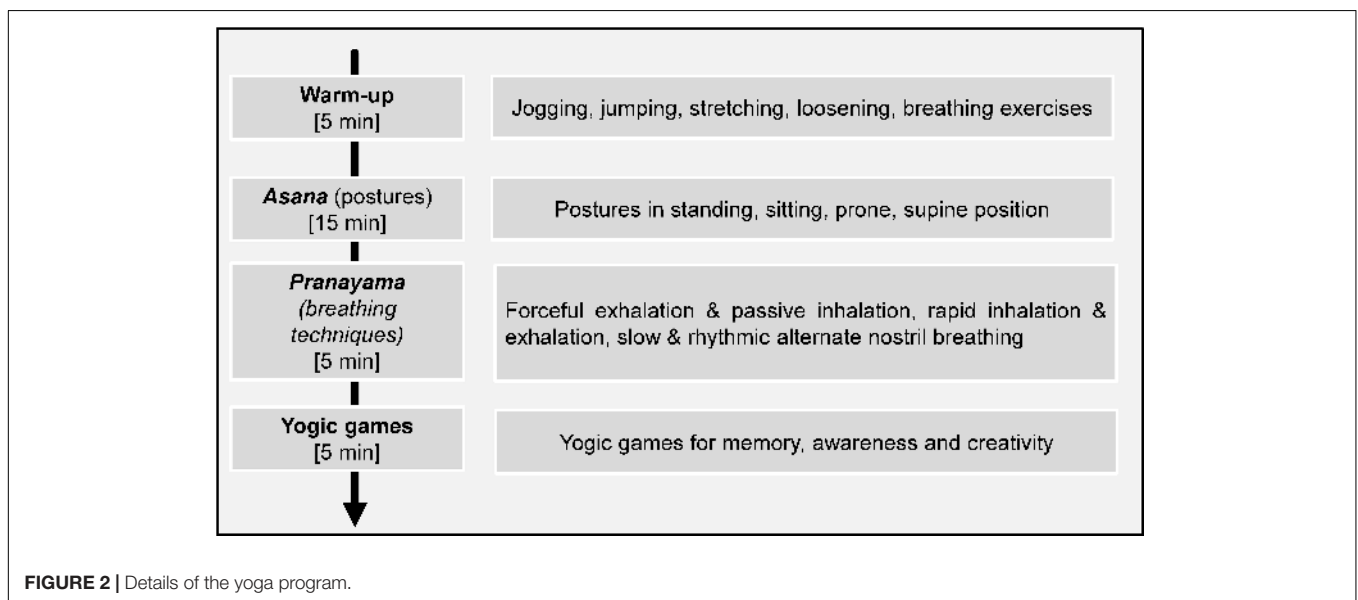 Warm-up
[5 min]
Jogging, jumping, stretching, loosening, breathing exercises
Asana (postures)
[15 min]
Postures in standing, sitting, prone, supine position
Pranayama
(breathing
techniques)
[5 min]
Forceful exhalation & passive inhalation, rapid inhalation &
exhalation, slow & rhythmic alternate nostril breathing
Yogic games
[5 min]
Yogic games for memory, awareness and creativity
FIGURE 2 | Details of the yoga program.